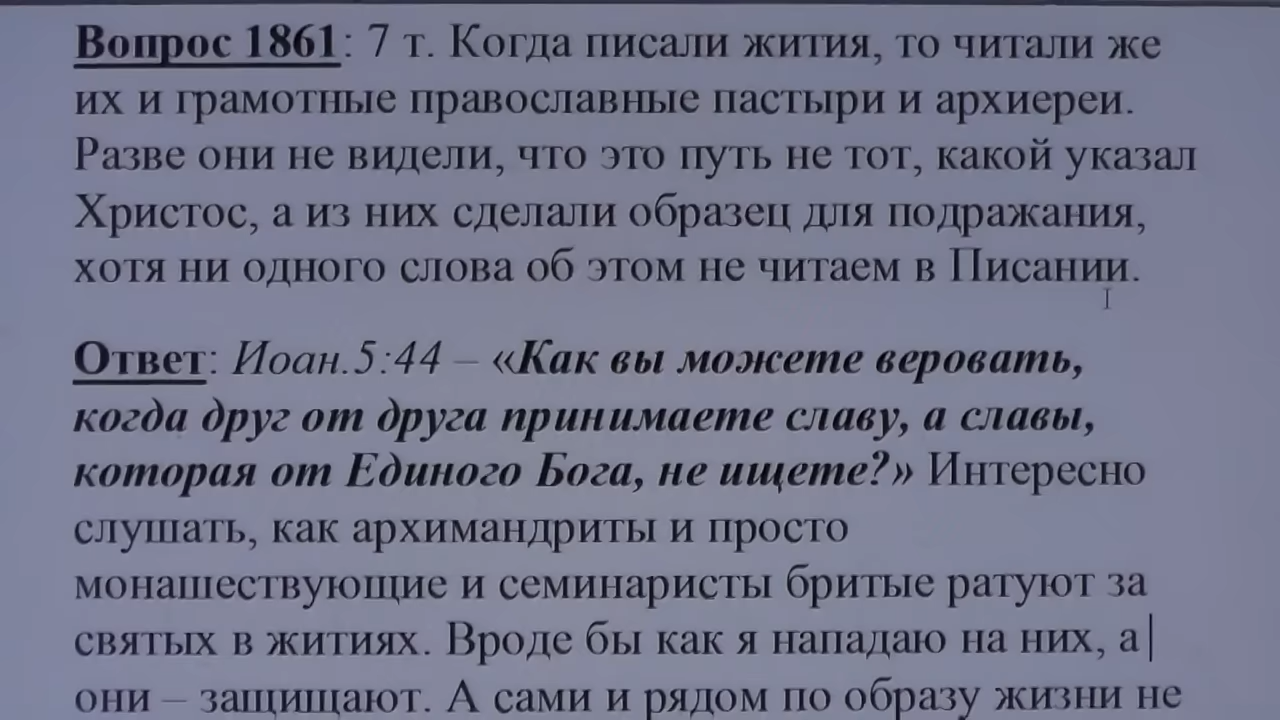 Вопрос 1861: 7 т. Когда писали жития, то читали же
их и грамотные православные пастыри и архиереи.
Разве они не видели, что это путь не тот, какой указал
Христос, а из них сделали образец для подражания,
хотя ни одного слова об этом не читаем в Писании.
Ответ: Иоан.5:44 – «Как вы можете веровать,
когда друг от друга принимаете славу, а славы,
которая от Единого Бога, не ищете?» Интересно
слушать, как архимандриты и просто
монашествующие и семинаристы бритые ратуют за
святых в житиях. Вроде бы как я нападаю на них, а
они – защищают. А сами и рядом по образу жизни не